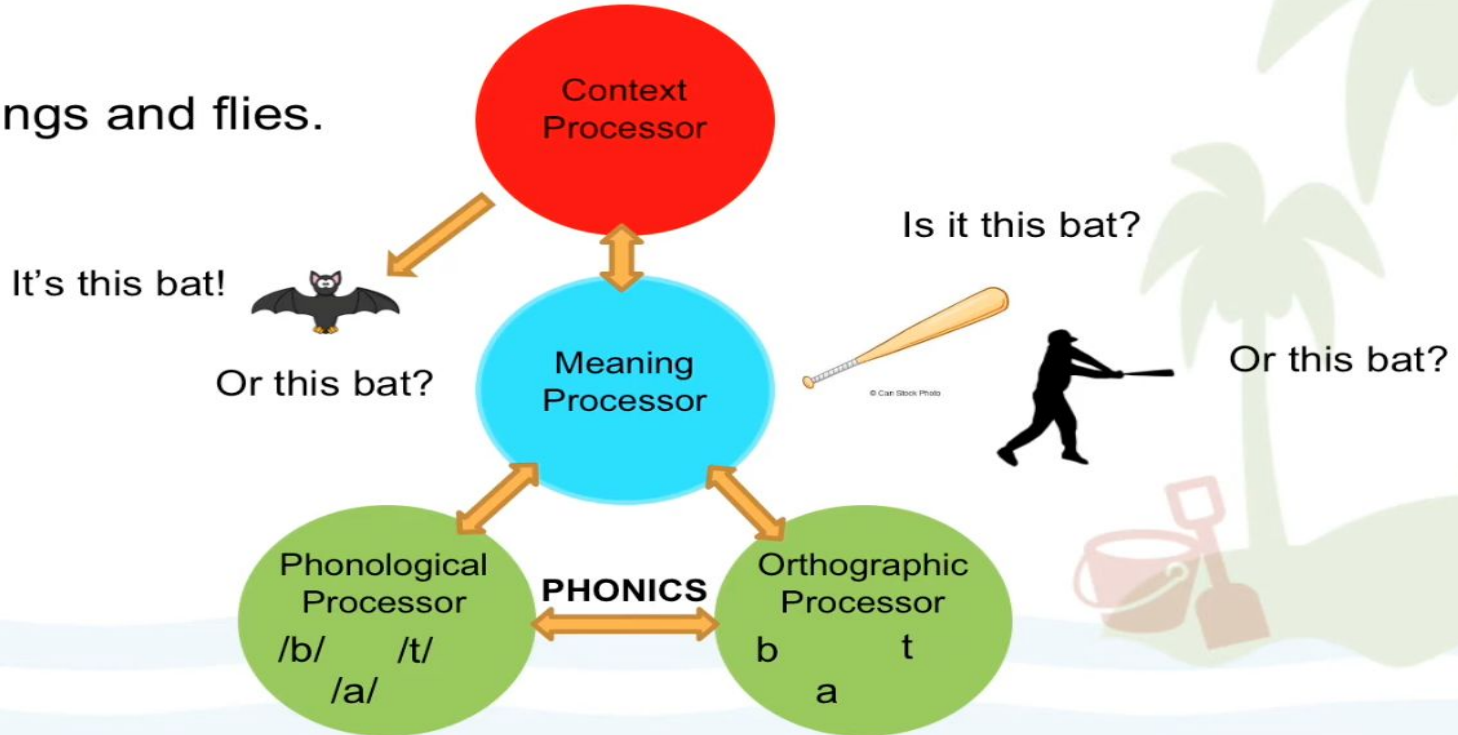 Context
Processor
ngs and flies.
Is it this bat?
It's this bat!
Or this bat?
Or this bat?
Meaning
Processor
© Can Stock Photo
Phonological
Processor
/b/ /t/
/a/
PHONICS
Orthographic
Processor
b t
a